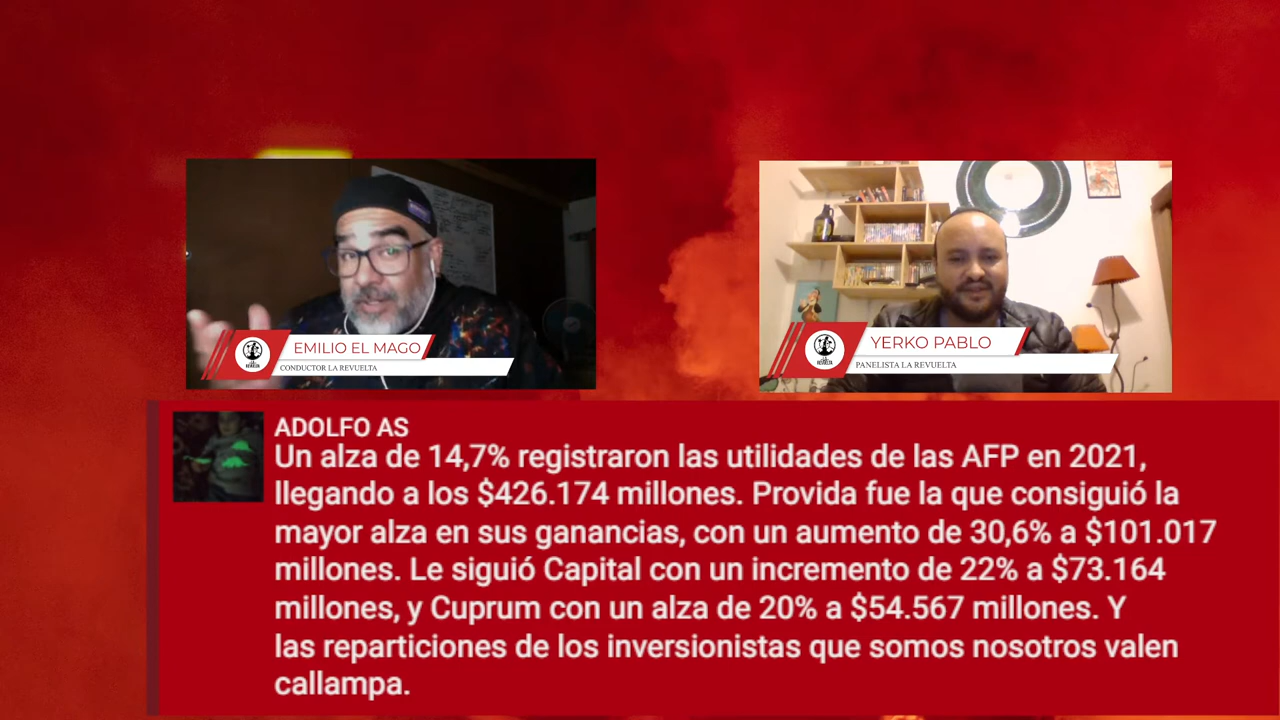 EMILIO EL MAGO
CONDUCTOR LA REVUELTA
YERKO PABLO
PANELISTA LA REVUELTA
LA REVUELTA
ADOLFO AS
Un alza de 14,7% registraron las utilidades de las AFP en 2021,
llegando a los $426.174 millones. Provida fue la que consiguió la
mayor alza en sus ganancias, con un aumento de 30,6% a $101.017
millones. Le siguió Capital con un incremento de 22% a $73.164
millones, y Cuprum con un alza de 20% a $54.567 millones. Y
las reparticiones de los inversionistas que somos nosotros valen
callampa.